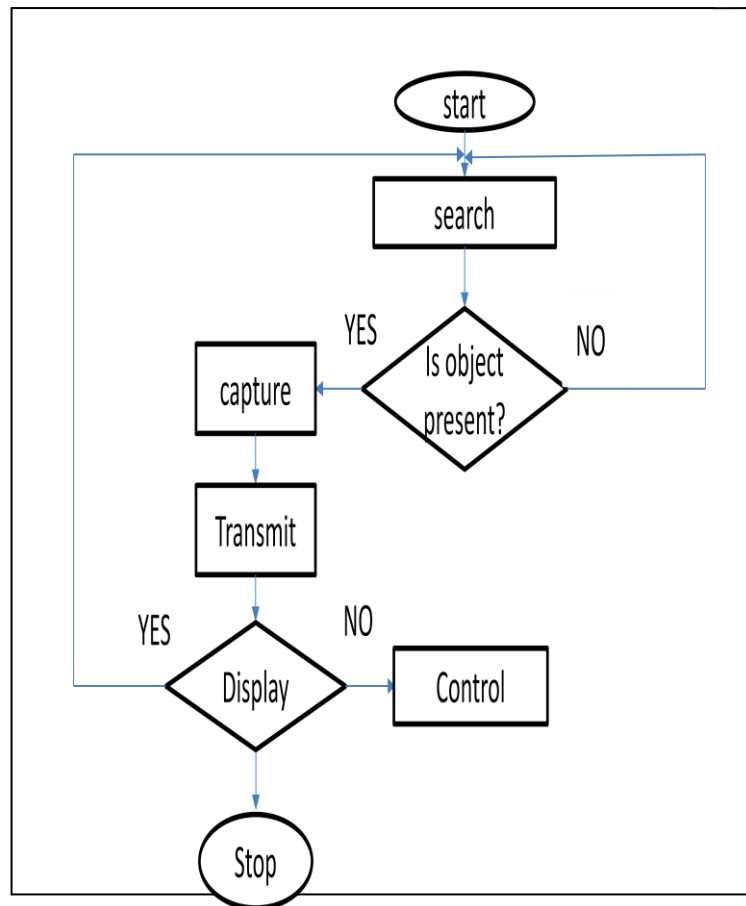 start
search
YES
NO
Is object
present?
capture
Transmit
YES
NO
Display
Control
Stop